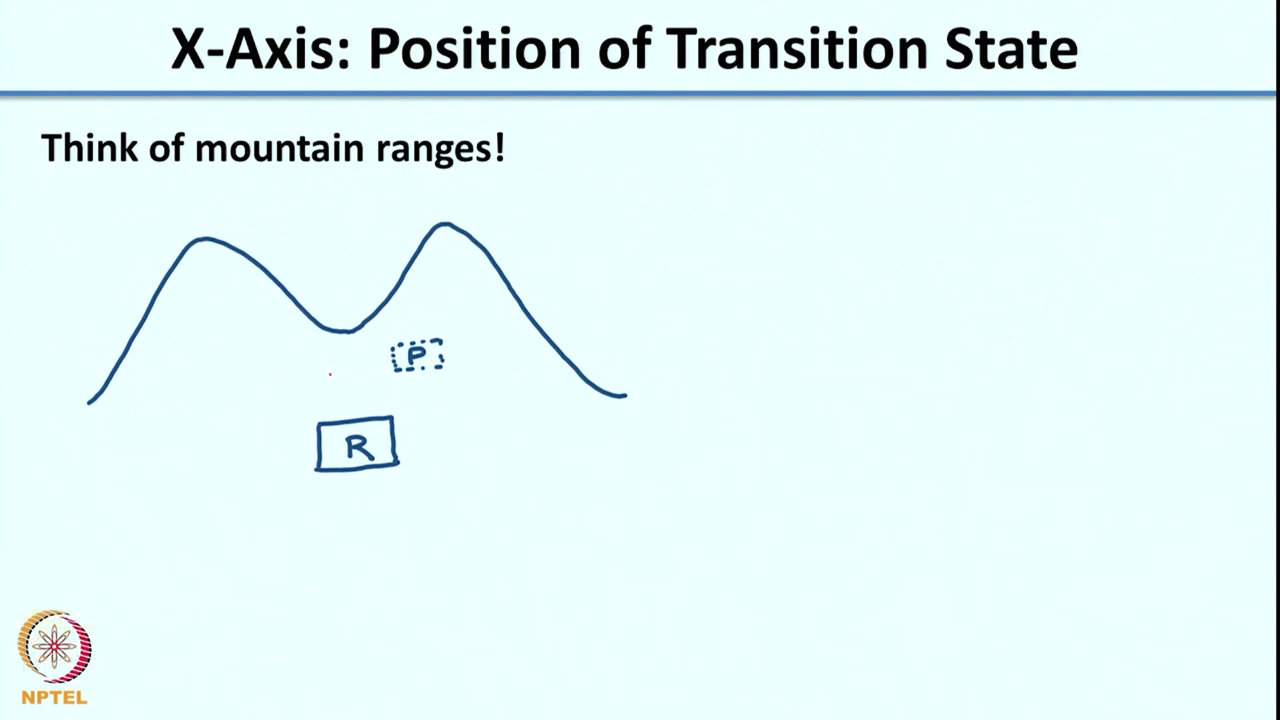 X-Axis: Position of Transition State
Think of mountain ranges!
P
R
NPTEL